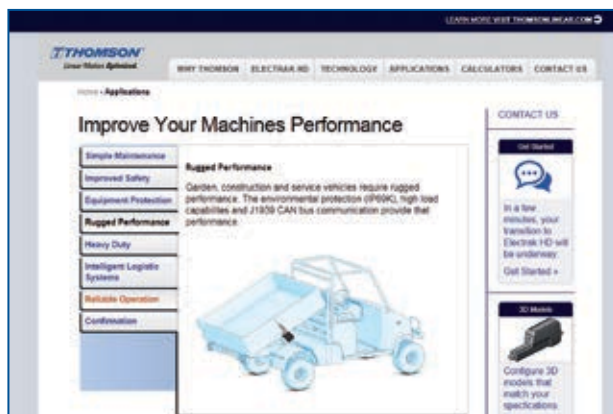 LEARN MORE VISIT THOMSONLINEAR.COM
THOMSON
Linear Motion. Optimized.
WHY THOMSON ELECTRAK HD TECHNOLOGY APPLICATIONS CALCULATORS CONTACT US
Home › Applications
Improve Your Machines Performance
Simple Maintenance
Improved Safety
Equipment Protection
Rugged Performance
Heavy Duty
Intelligent Logistic
Systems
Reliable Operation
Confirmation
Rugged Performance
Garden, construction and service vehicles require rugged
performance. The environmental protection (IP69K), high load
capabilities and J1939 CAN bus communication provide that
performance.
CONTACT US
Get Started
In a few
minutes, your
transition to
Electrak HD will
be underway.
Get Started »
3D Models
Configure 3D
models that
match your
specifications